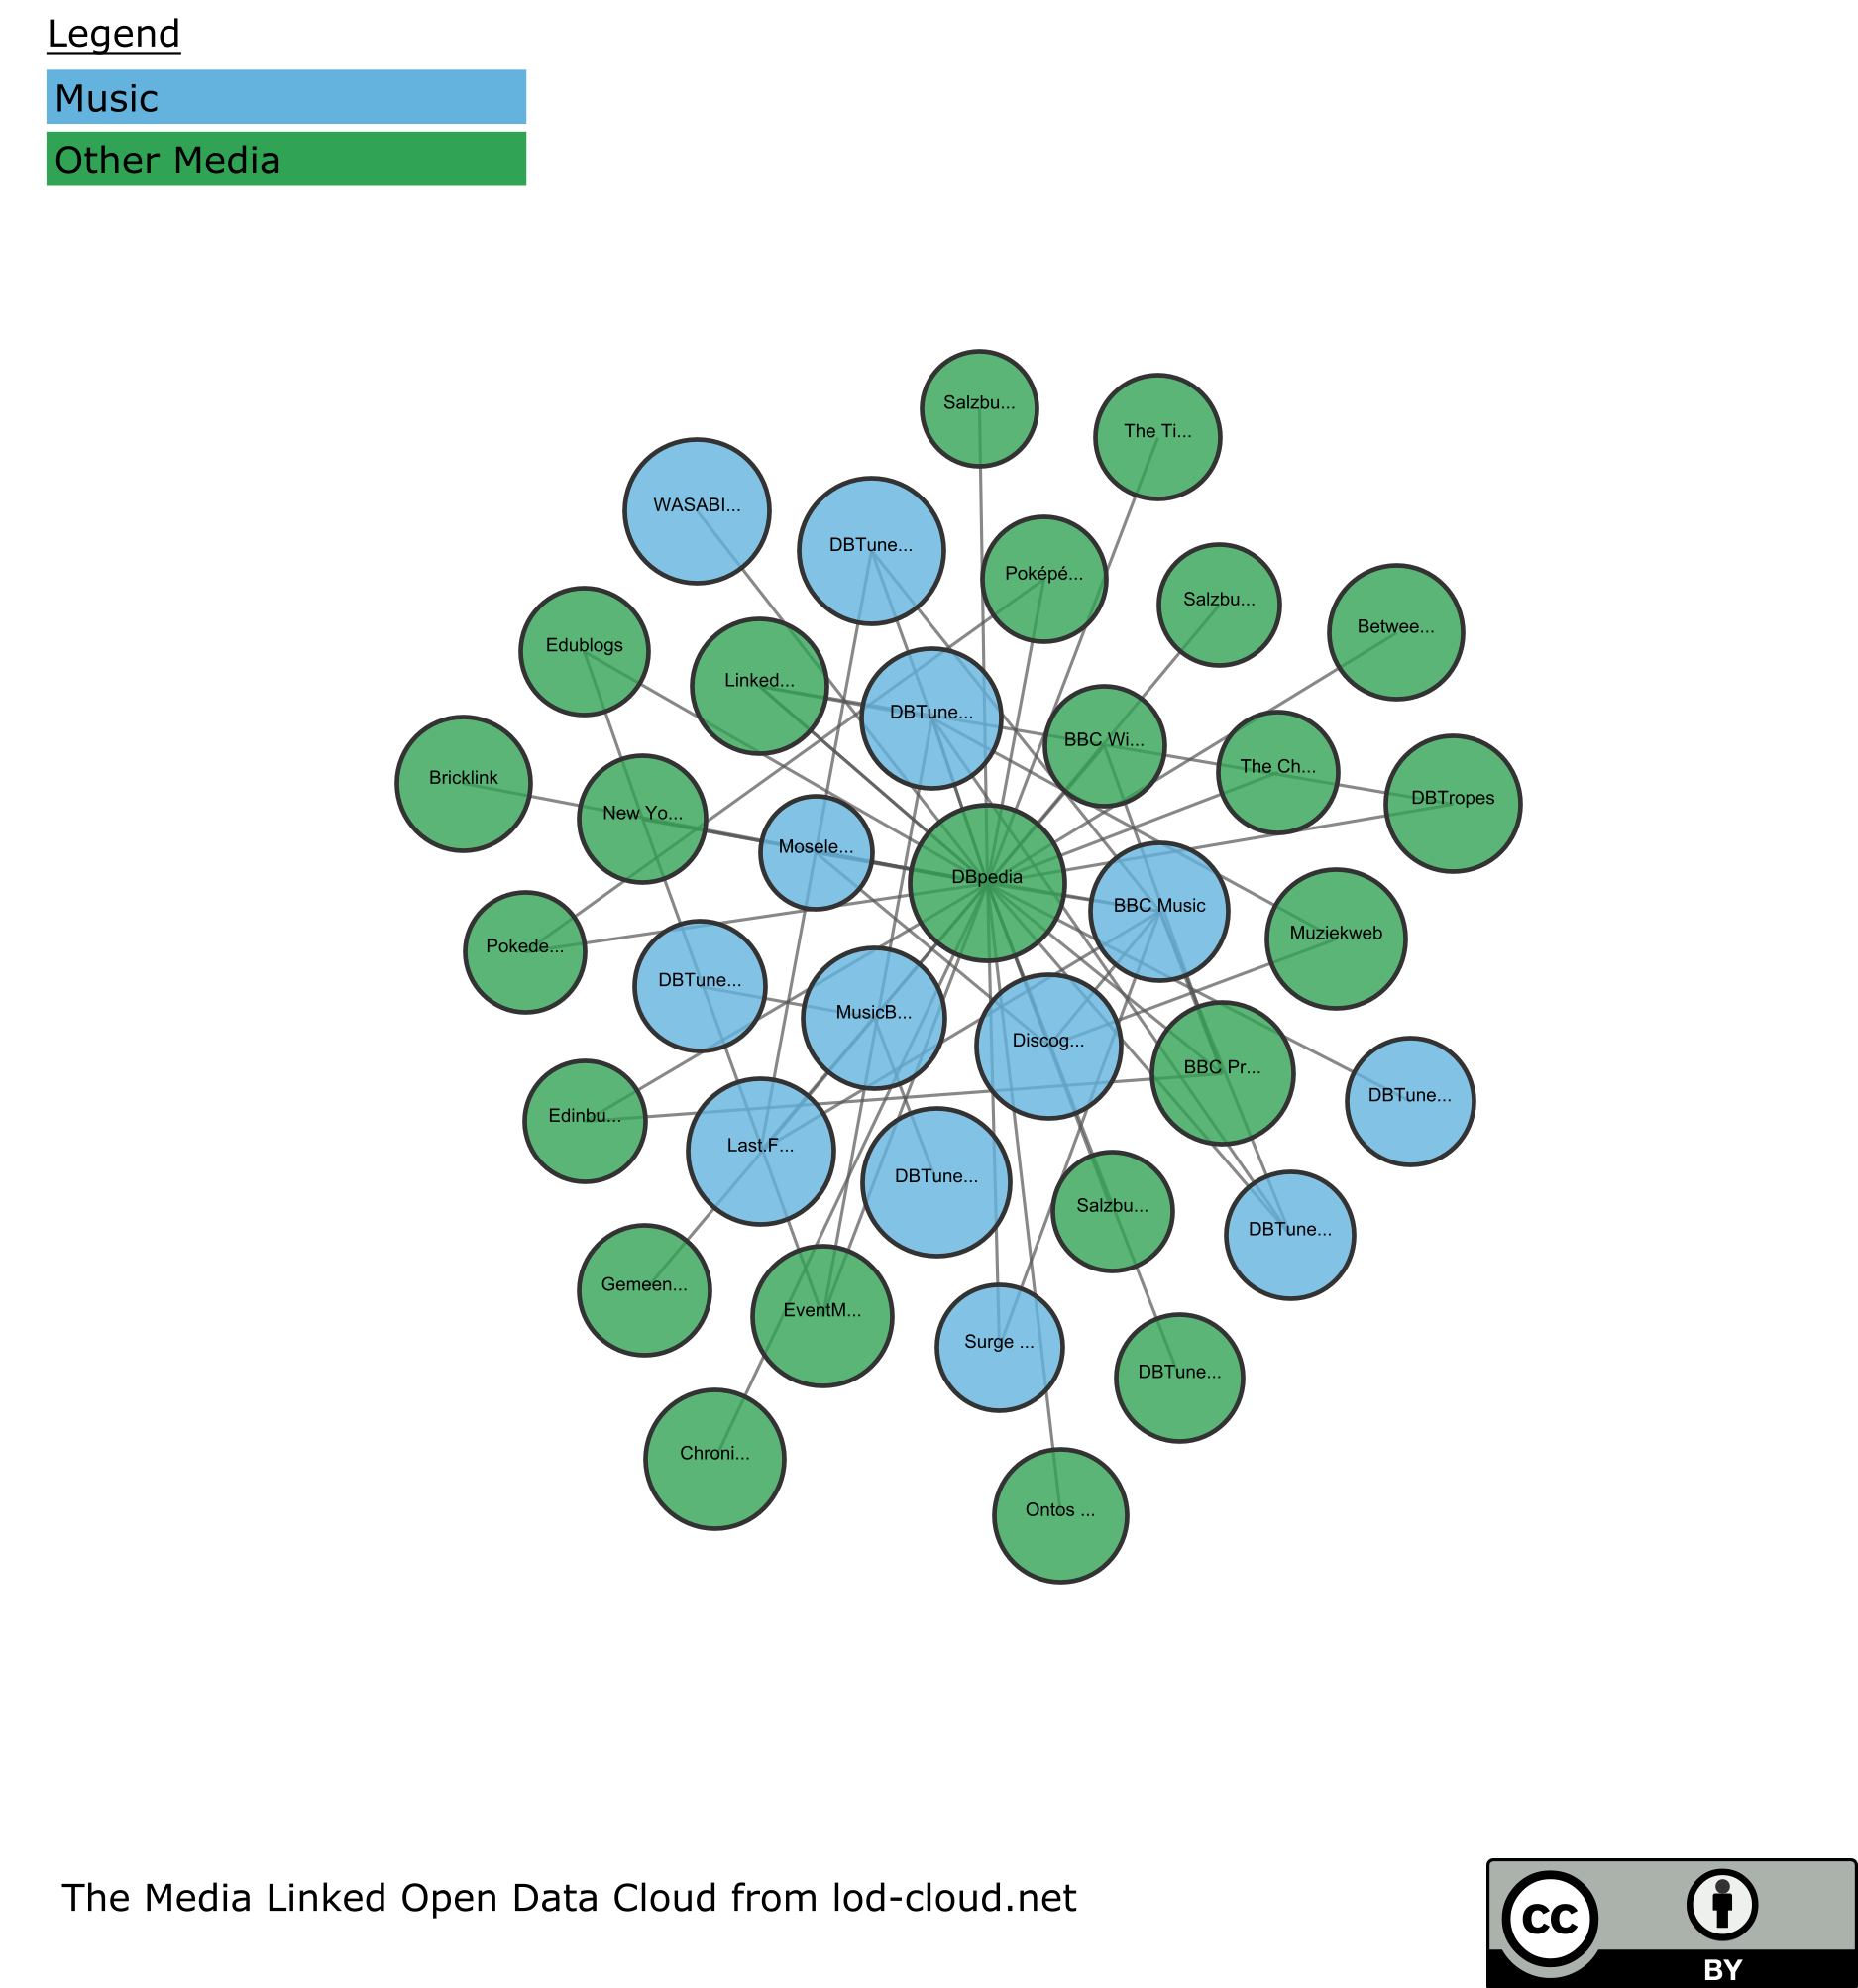 Legend
Music
Other Media
Salzbu...
The Ti...
WASABI...
DBTune...
Poképé...
Salzbu...
Betwee...
Edublogs
Linked...
DBTune...
BBC Wi...
The Ch...
Bricklink
DBTropes
New Yo...
Mosele...
DBpedia
BBC Music
Muziekweb
Pokede...
DBTune...
MusicB...
Discog...
BBC Pr...
DBTune...
Edinbu...
Last.F...
DBTune...
Salzbu...
DBTune...
Gemeen...
EventM...
Surge ...
DBTune...
Chroni...
Ontos ...
The Media Linked Open Data Cloud from lod-cloud.net
cc
BY